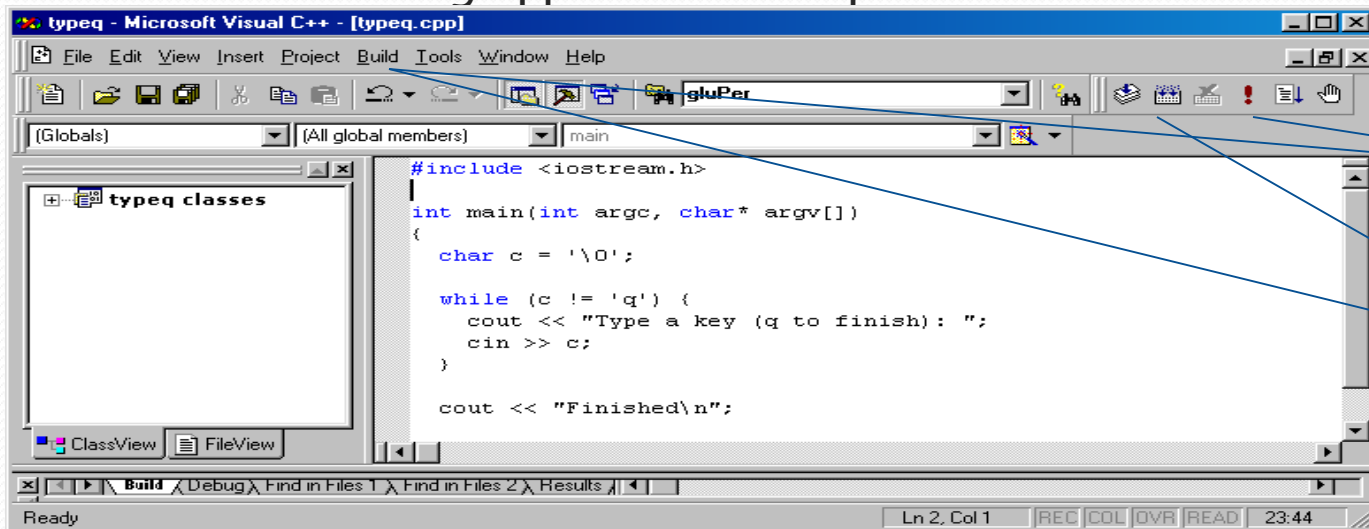 typeq - Microsoft Visual C++ - [typeq.cpp]
File Edit View Insert Project Build Tools Window Help
gluPer
(Globals) (All global members) main
typeq classes
#include <iostream.h>
int main(int argc, char* argv[])
{
char c = '\0';
while (c != 'q') {
cout << "Type a key (q to finish): ";
cin >> c;
}
cout << "Finished\n";
ClassView FileView
Build Debug Find in Files 1 Find in Files 2 Results
Ready Ln 2, Col 1 REC COL OVR READ 23:44